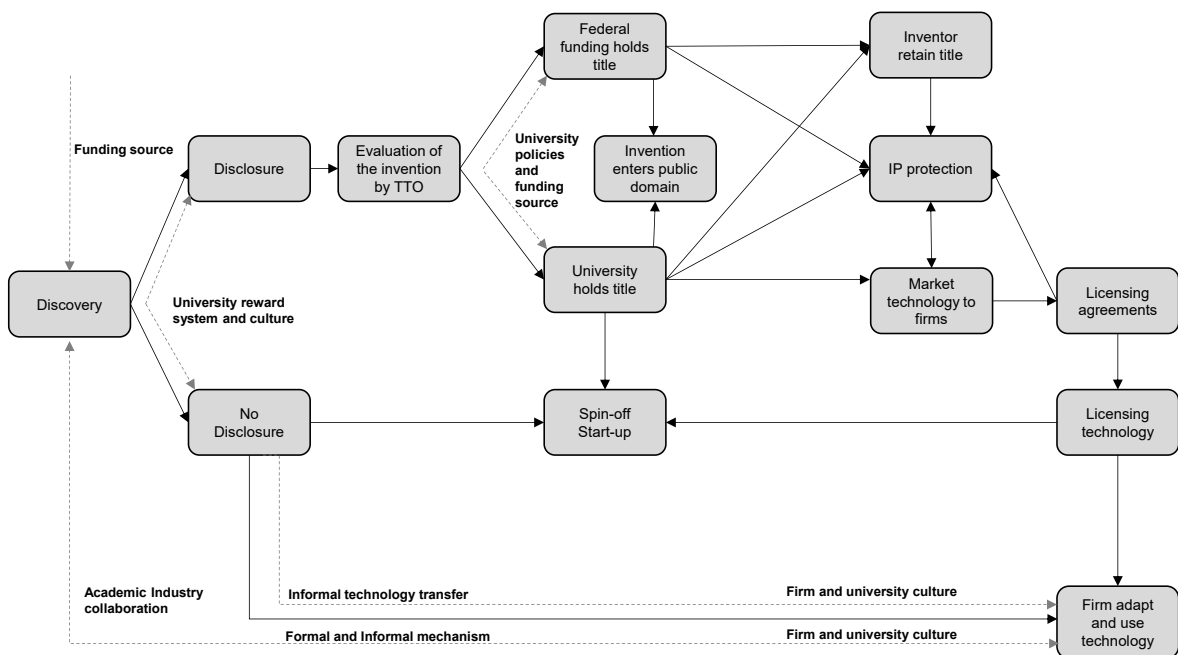 Federal
funding holds
title
Inventor
retain title
Funding source
Disclosure
Evaluation of
the invention
by TTO
University
policies
and
funding
source
Invention
enters public
domain
IP protection
Discovery
University reward
system and culture
University
holds title
Market
technology to
firms
Licensing
agreements
No
Disclosure
Spin-off
Start-up
Licensing
technology
Academic Industry
collaboration
Informal technology transfer
Firm and university culture
Formal and Informal mechanism
Firm and university culture
Firm adapt
and use
technology